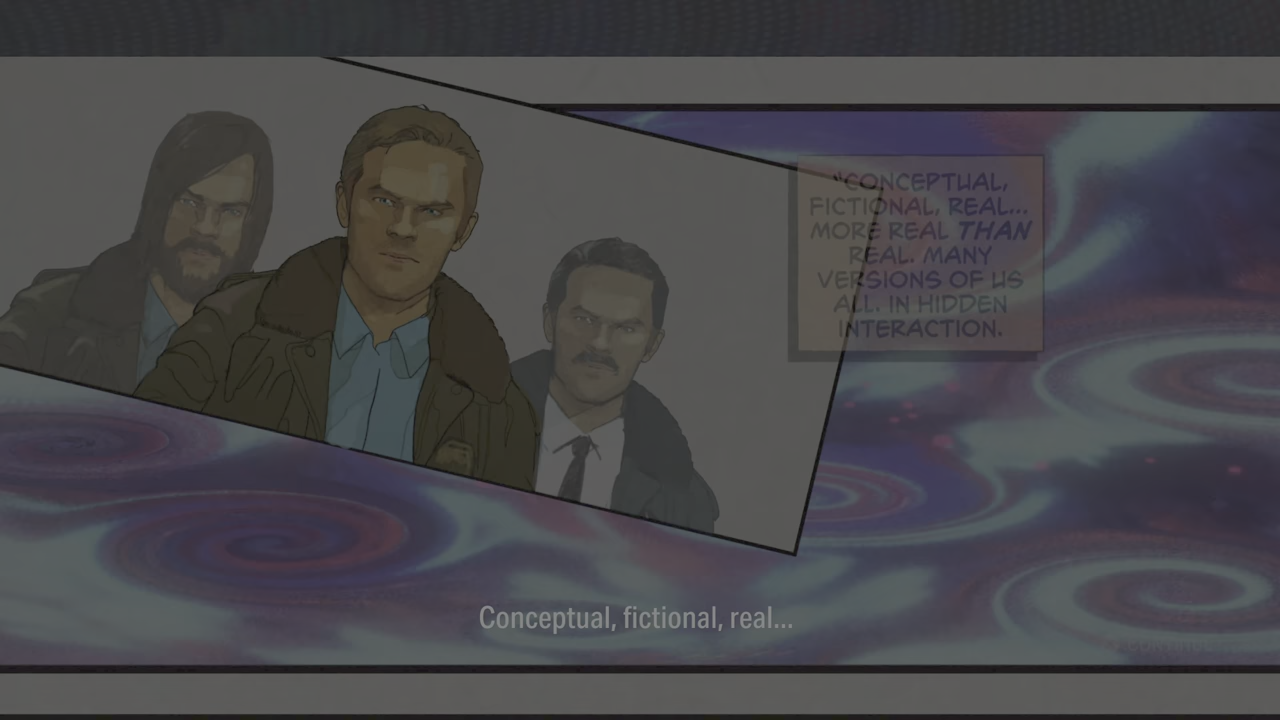 “CONCEPTUAL,
FICTIONAL, REAL...
MORE REAL THAN
REAL. MANY
VERSIONS OF US
ALL. IN HIDDEN
INTERACTION.
Conceptual, fictional, real...